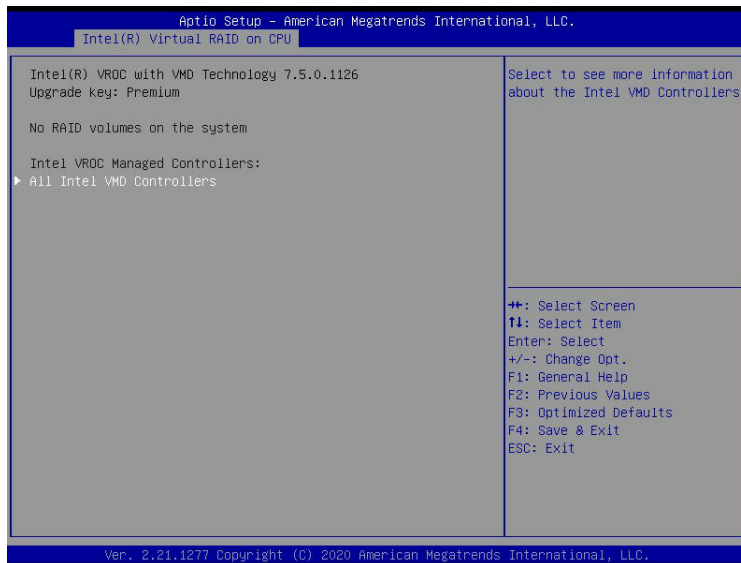 Aptio Setup – American Megatrends International, LLC.
Intel(R) Virtual RAID on CPU
Intel(R) VROC with VMD Technology 7.5.0.1126
Upgrade key: Premium
No RAID volumes on the system
Intel VROC Managed Controllers:
▶ All Intel VMD Controllers
Select to see more information
about the Intel VMD Controllers
→←: Select Screen
↑↓: Select Item
Enter: Select
+/-: Change Opt.
F1: General Help
F2: Previous Values
F3: Optimized Defaults
F4: Save & Exit
ESC: Exit
Ver. 2.21.1277 Copyright (C) 2020 American Megatrends International, LLC.